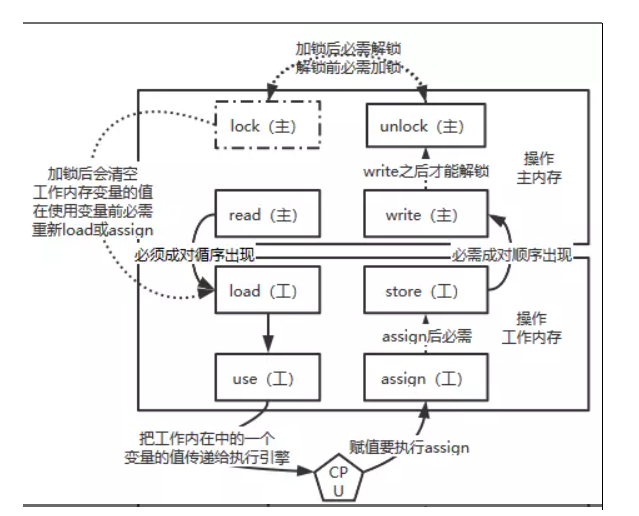 加锁后必需解锁
解锁前必需加锁
lock（主）
unlock（主）
操作
主内存
write之后才能解锁
加锁后会清空
工作内存变量的值
在使用变量前必需
重新load或assign
read（主）
write（主）
必须成对循序出现
必需成对顺序出现
load（工）
store（工）
操作
工作内存
assign后必需
use（工）
assign（工）
把工作内在中的一个
变量的值传递给执行引擎
赋值要执行assign
CP
U